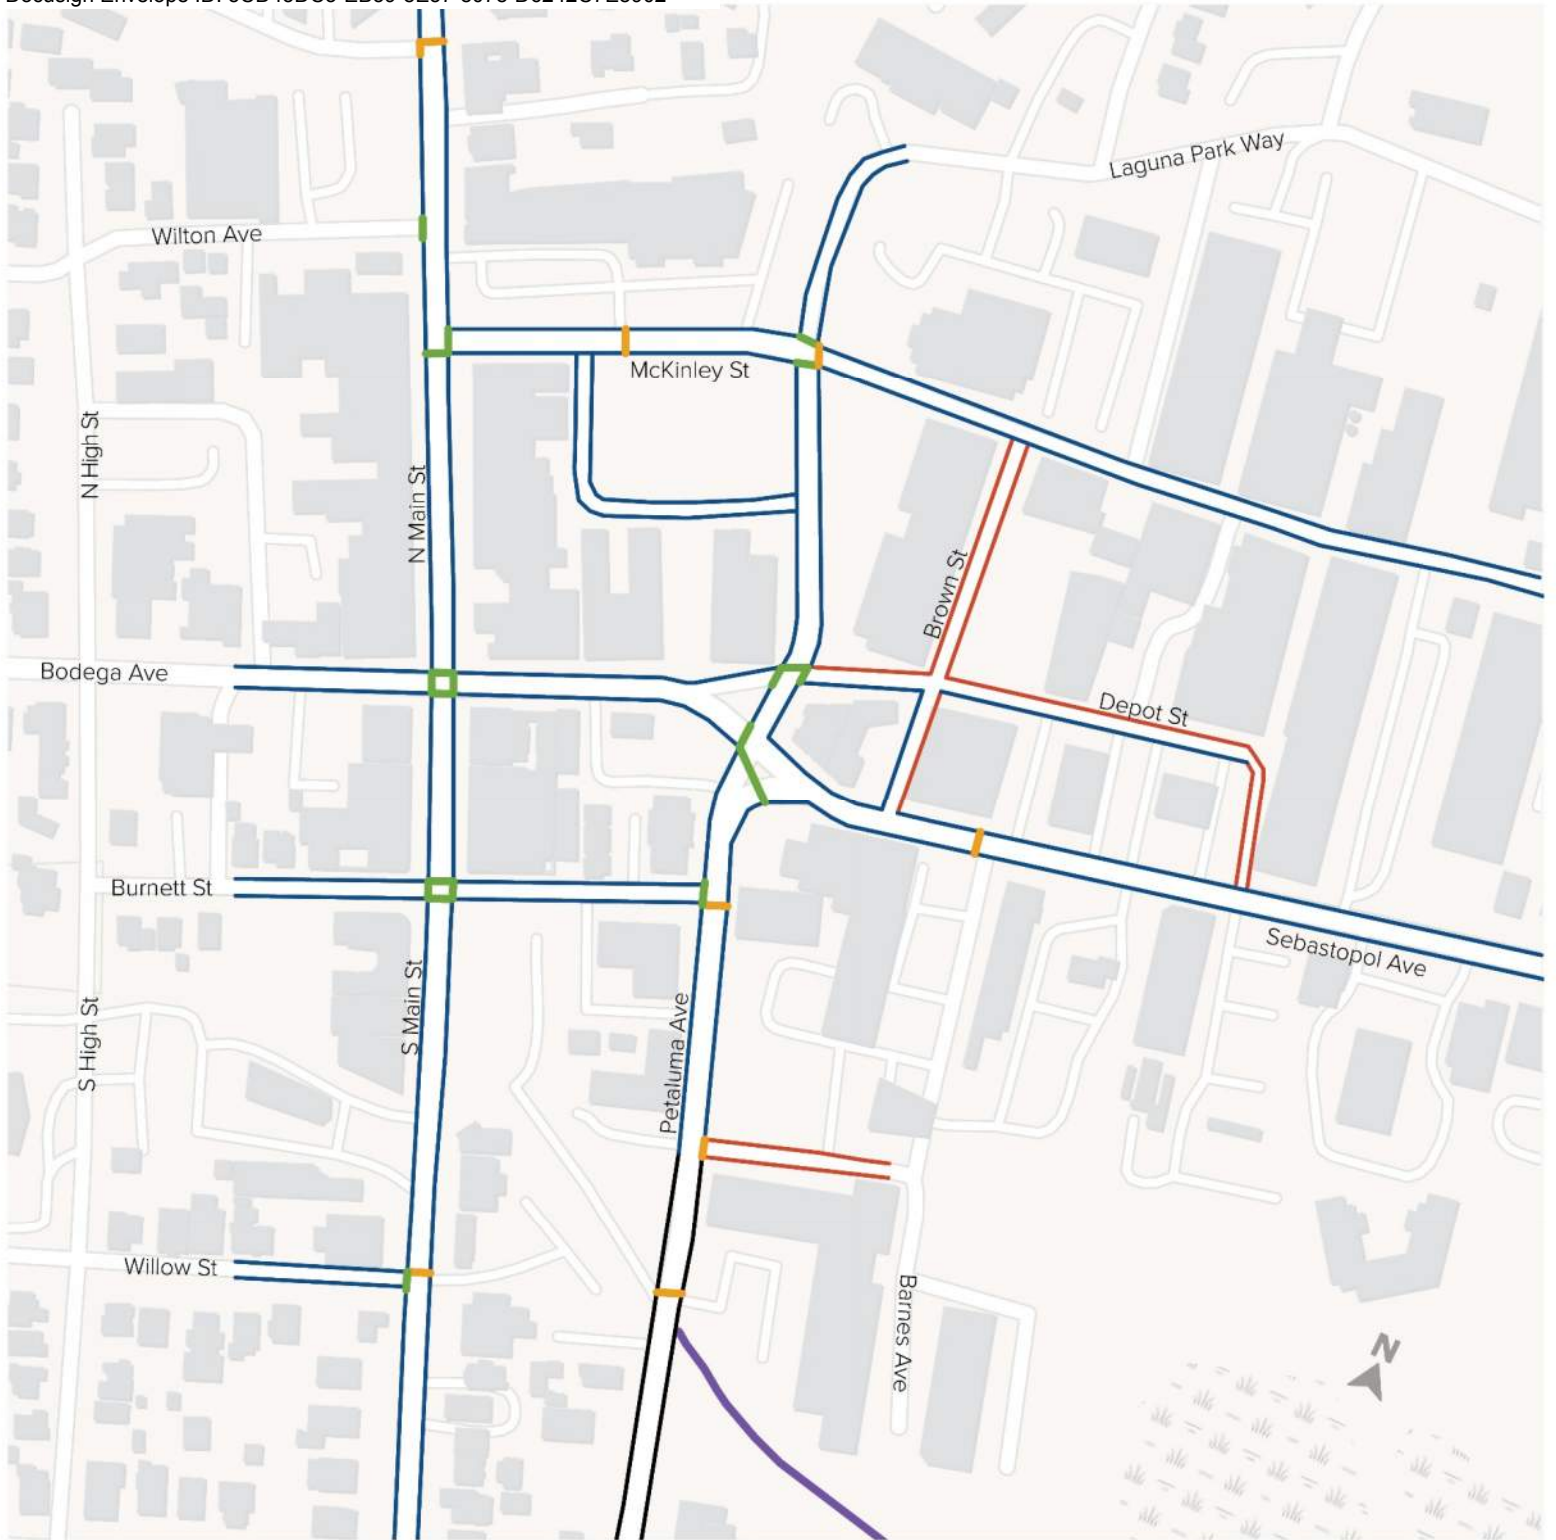 Laguna Park Way
Wilton Ave
McKinley St
N High St
N Main St
Brown St
Bodega Ave
Depot St
Burnett St
Sebastopol Ave
S Main St
S High St
Petaluma Ave
Willow St
Barnes Ave
N